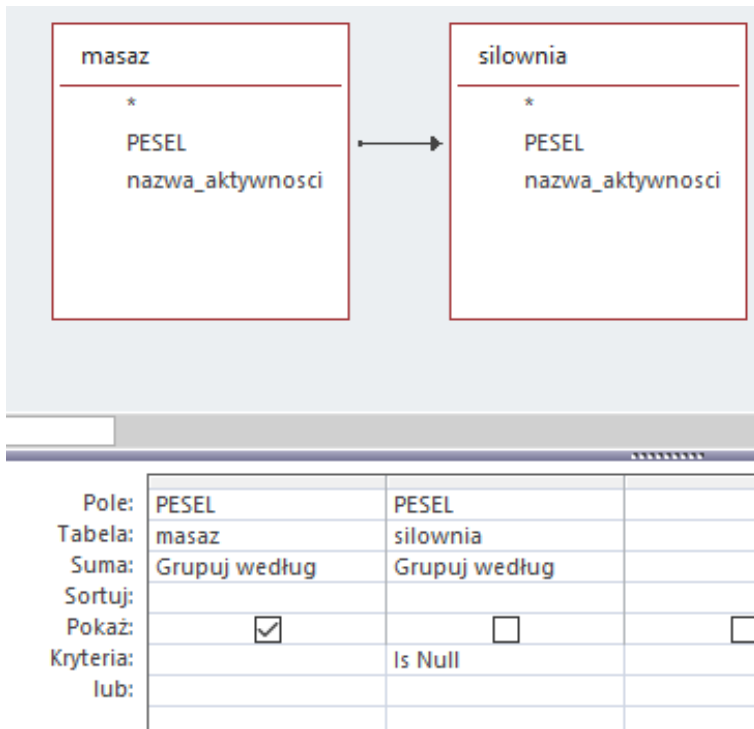 masaz silownia
* *
PESEL PESEL
nazwa_aktywnosci nazwa_aktywnosci
Pole: PESEL PESEL
Tabela: masaz silownia
Suma: Grupuj według Grupuj według
Sortuj:
Pokaż:
Kryteria: Is Null
lub: